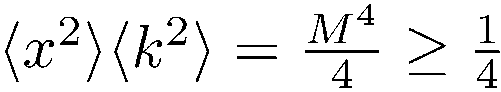 ⟨x²⟩⟨k²⟩ = M⁴/4 ≥ 1/4